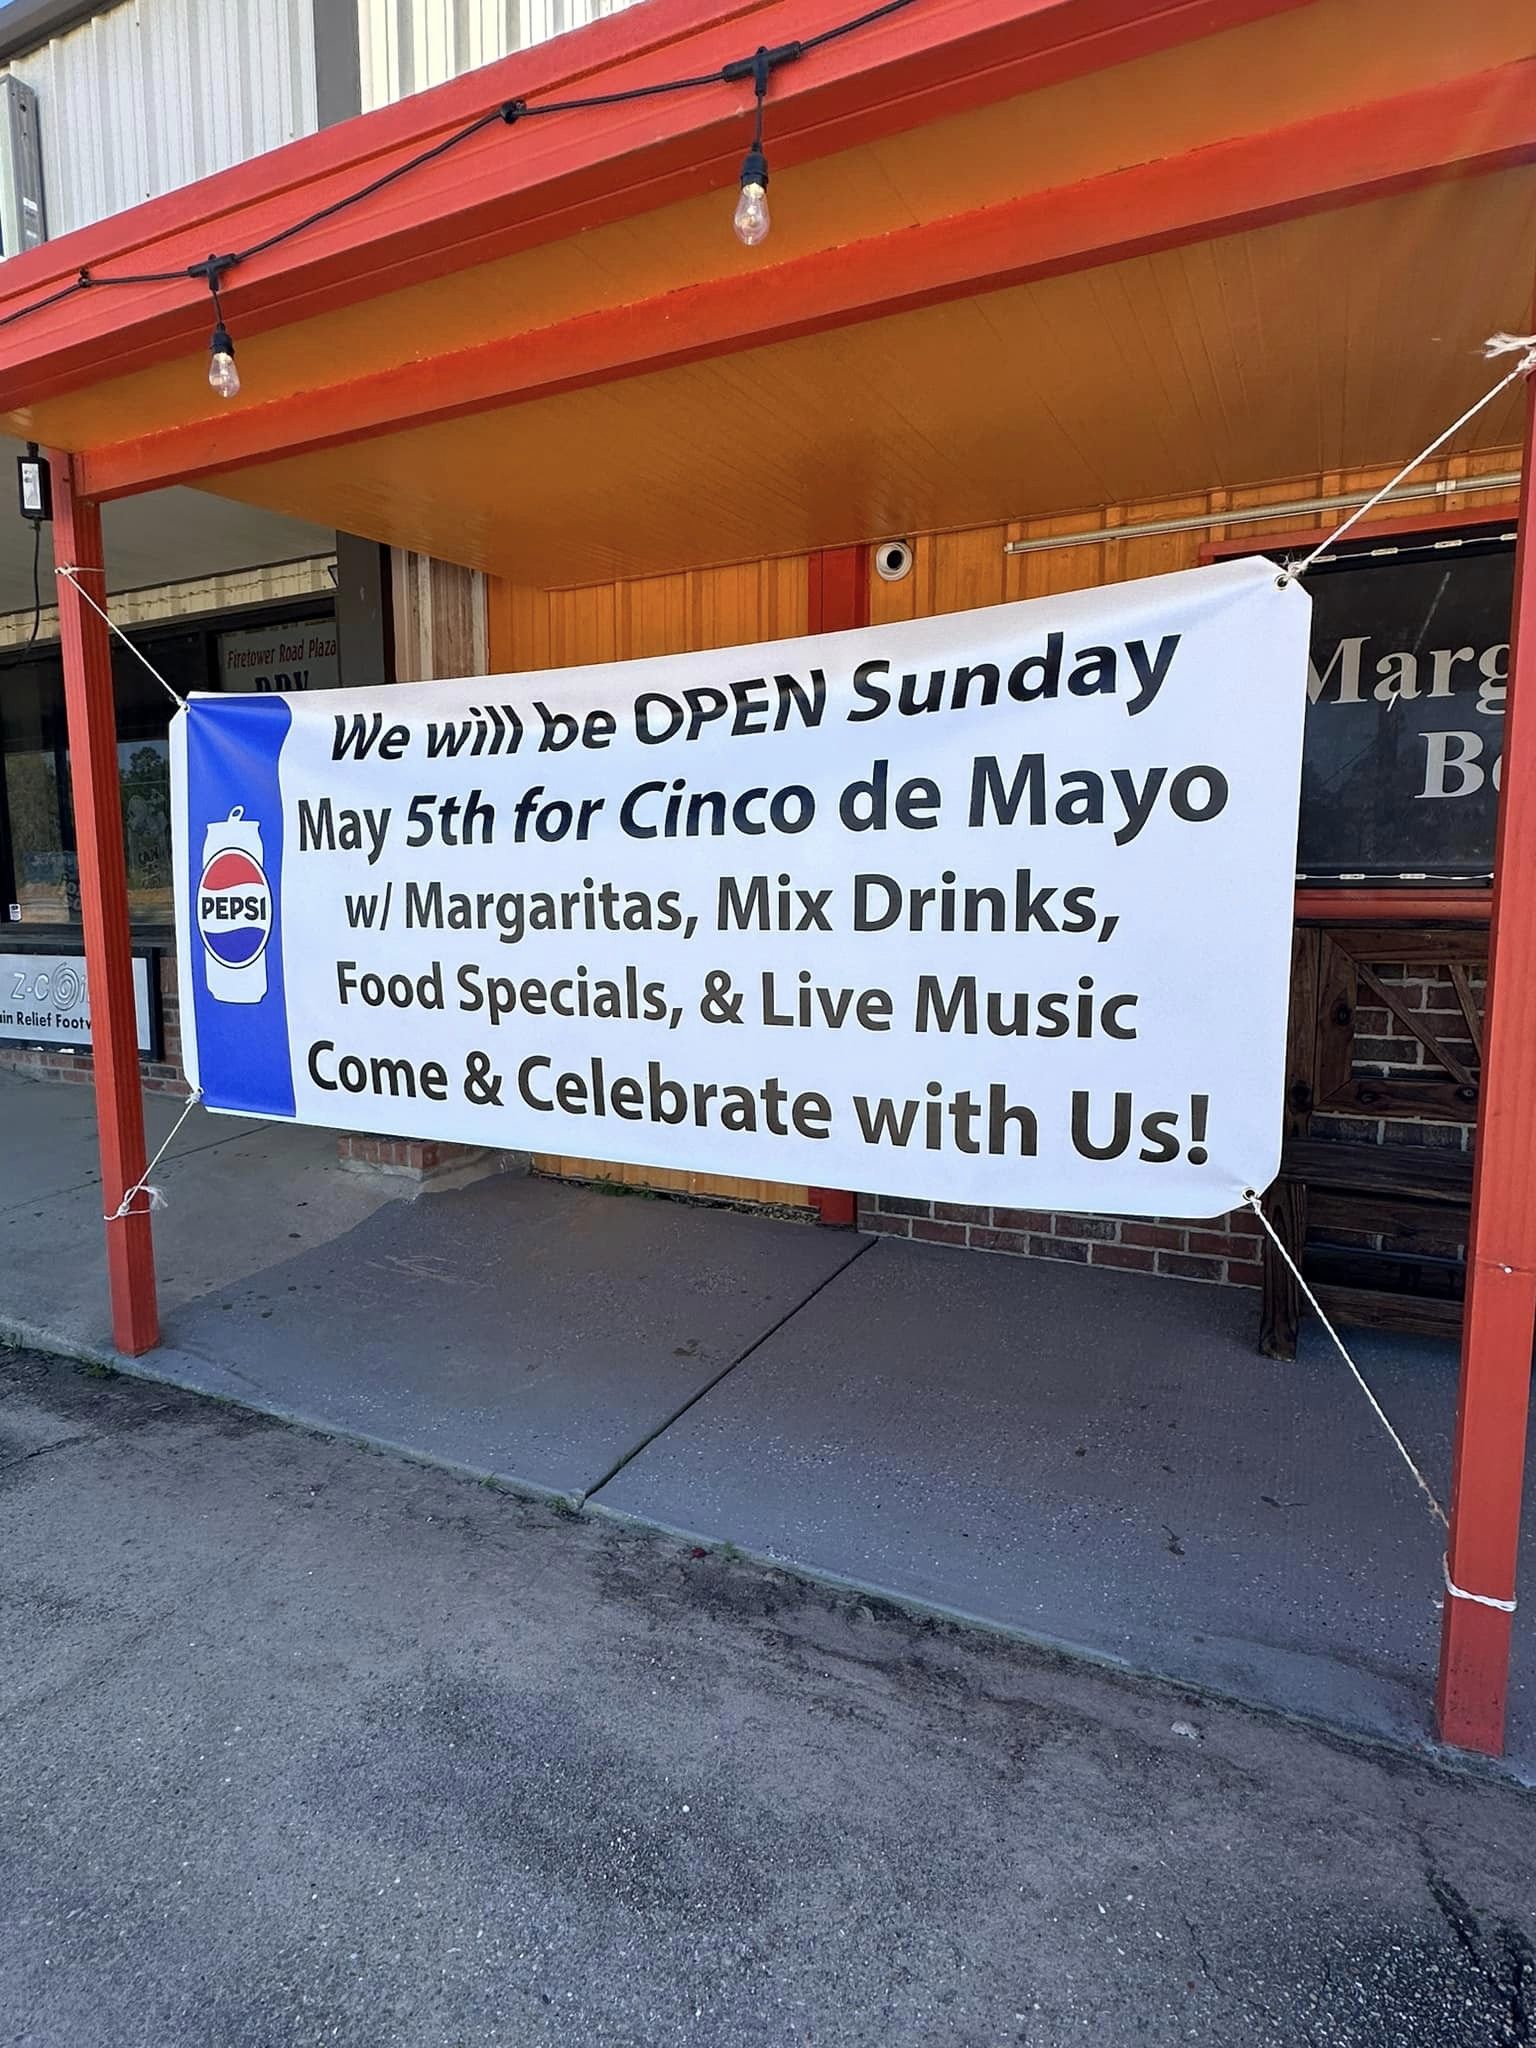 Firetower Road Plaza
We will be OPEN Sunday
May 5th for Cinco de Mayo
w/ Margaritas, Mix Drinks,
Food Specials, & Live Music
Come & Celebrate with Us!
PEPSI
Marg
B
Z-Coil
Relief